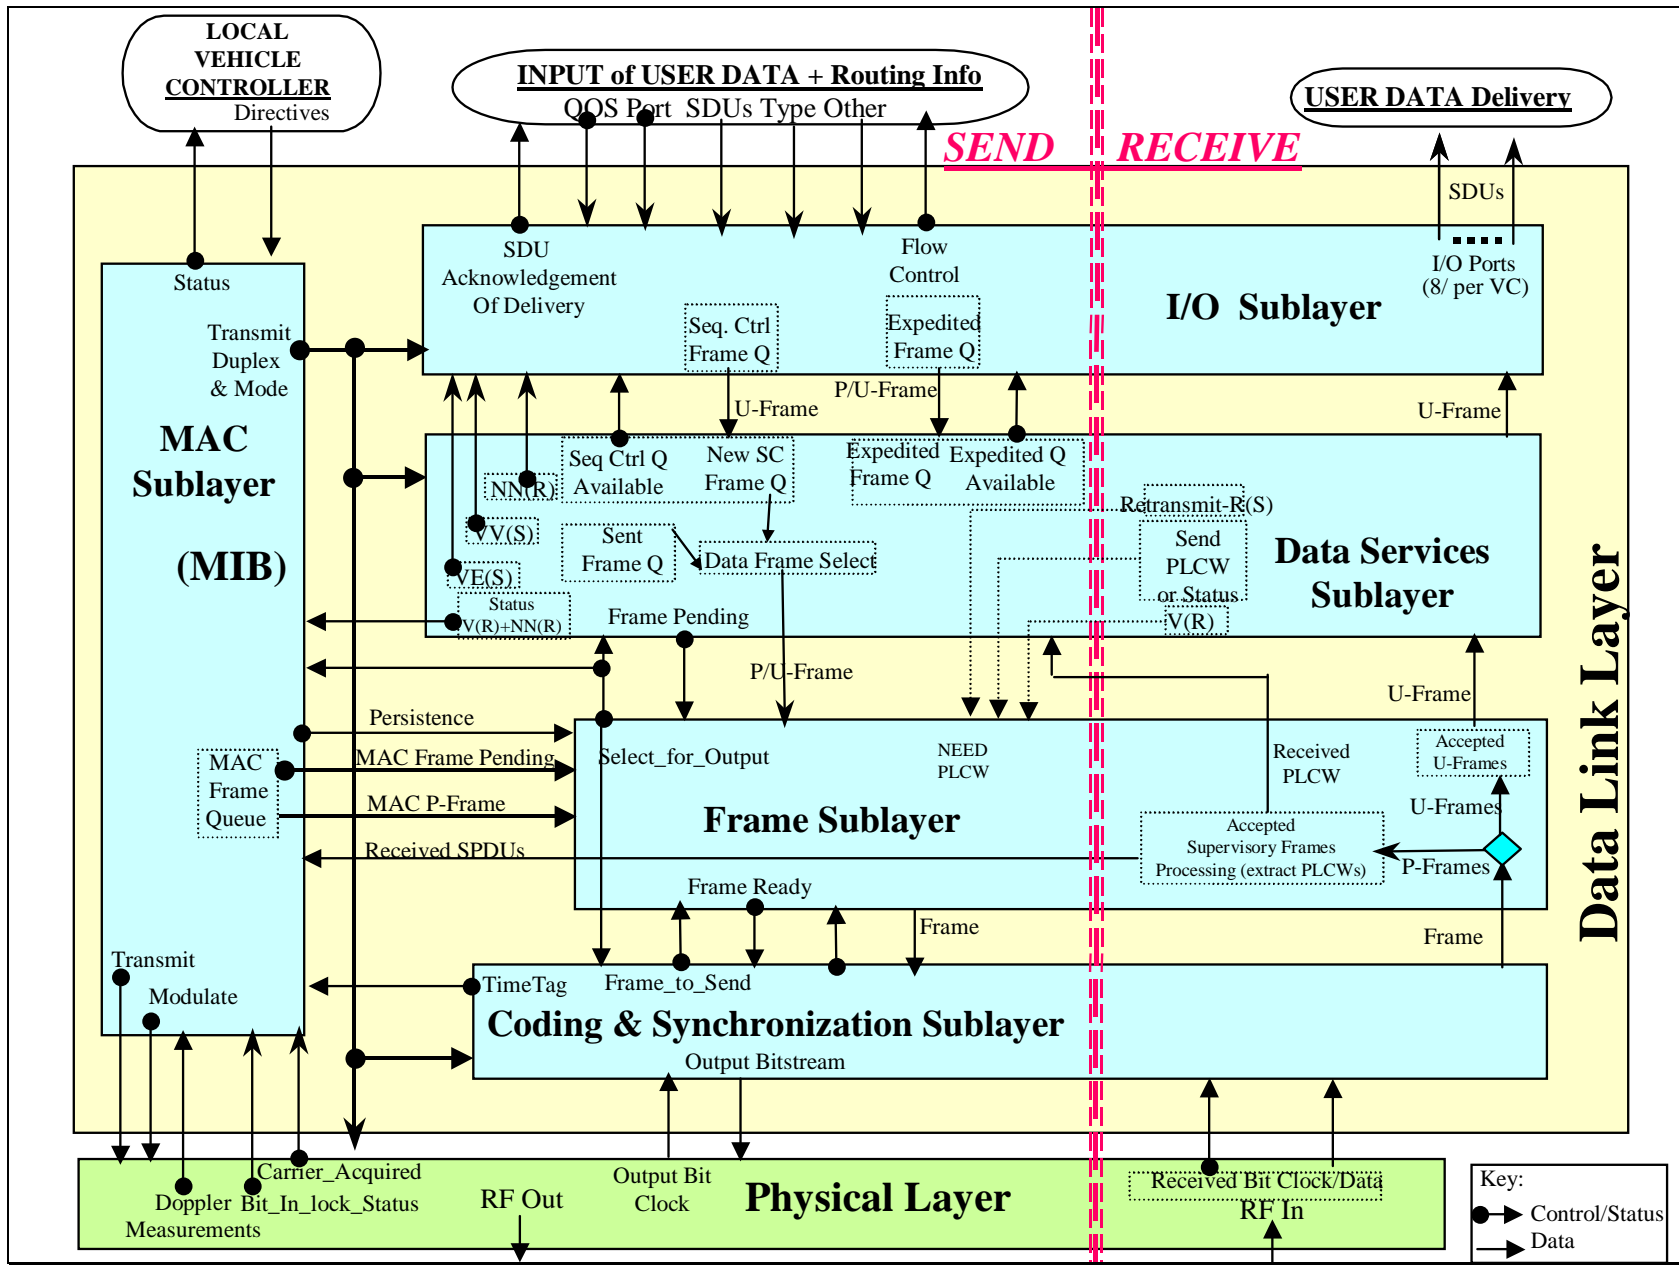 LOCAL
VEHICLE
CONTROLLER
Directives
INPUT of USER DATA + Routing Info
QOS Port SDUs Type Other
USER DATA Delivery
SEND
RECEIVE
SDUs
Status
SDU
Acknowledgement
Of Delivery
Flow
Control
I/O Ports
(8/ per VC)
I/O Sublayer
Seq. Ctrl
Frame Q
Expedited
Frame Q
Transmit
Duplex
& Mode
U-Frame
P/U-Frame
U-Frame
MAC
Sublayer
(MIB)
NN(R)
VV(S)
VE(S)
Status
V(R)+NN(R)
Seq Ctrl Q
Available
New SC
Frame Q
Expedited
Frame Q
Expedited Q
Available
Sent
Frame Q
Data Frame Select
Retransmit-R(S)
Send
PLCW
or Status
V(R)
Data Services
Sublayer
Frame Pending
P/U-Frame
U-Frame
Data Link Layer
Persistence
MAC Frame Pending
MAC P-Frame
Received SPDUs
MAC
Frame
Queue
Select_for_Output
NEED
PLCW
Received
PLCW
Accepted
U-Frames
U-Frames
P-Frames
Frame Sublayer
Accepted
Supervisory Frames
Processing (extract PLCWs)
Frame Ready
Frame
Frame
Transmit
Modulate
TimeTag
Frame_to_Send
Coding & Synchronization Sublayer
Output Bitstream
Carrier_Acquired
Doppler
Measurements
Bit_In_lock_Status
RF Out
Output Bit
Clock
Physical Layer
Received Bit Clock/Data
RF In
Key:
Control/Status
Data